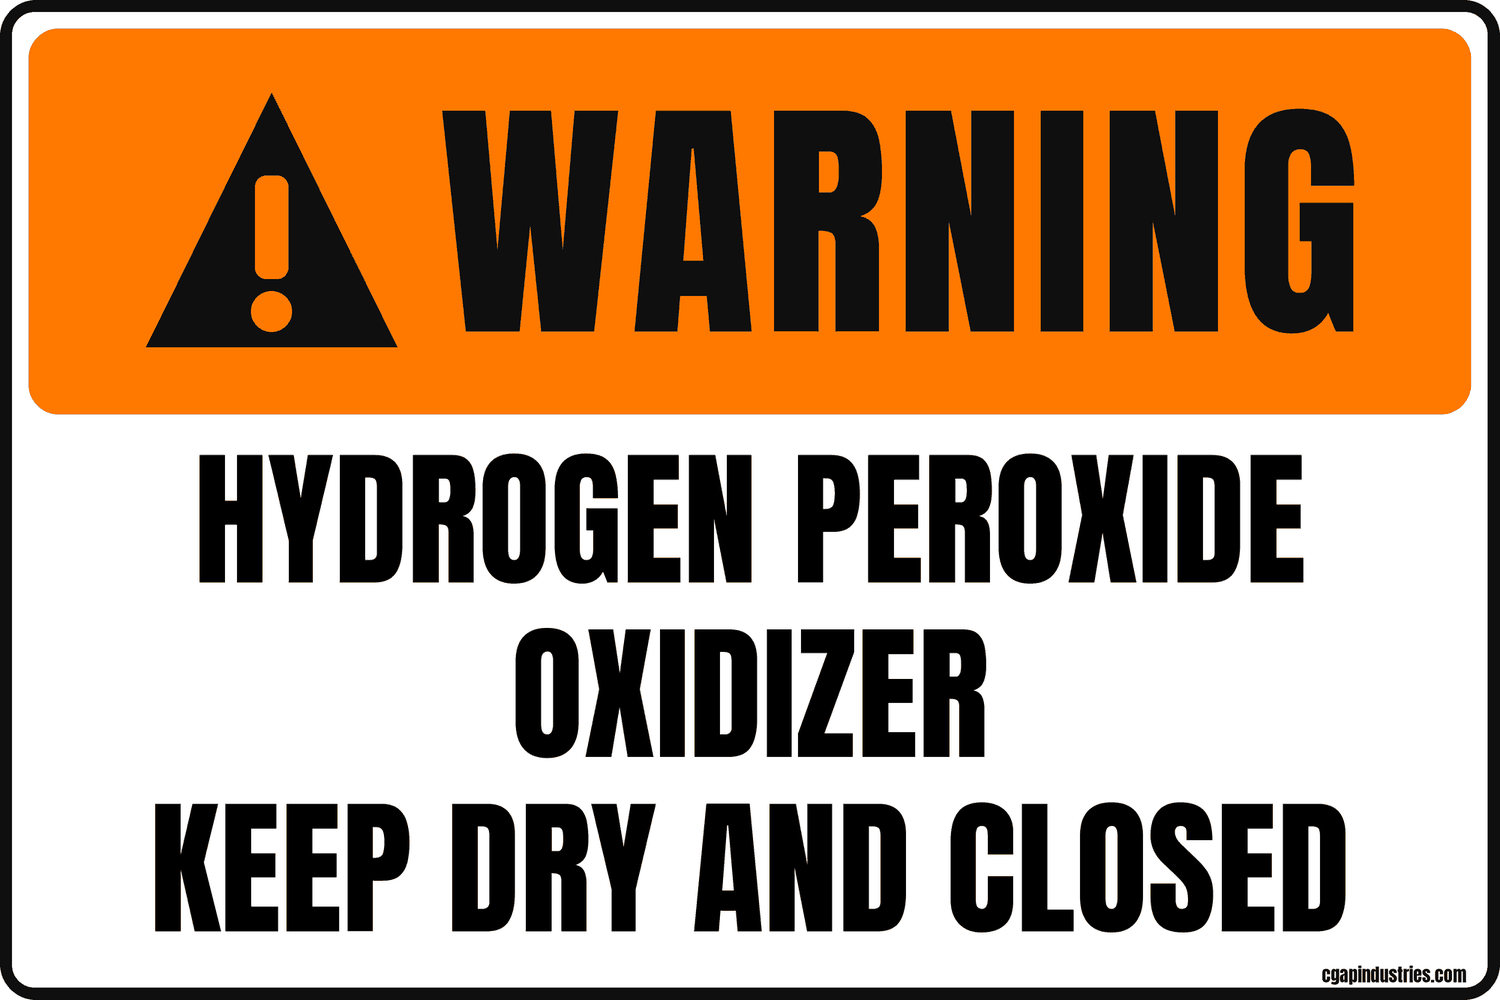 WARNING
HYDROGEN PEROXIDE
OXIDIZER
KEEP DRY AND CLOSED
cgapindustries.com